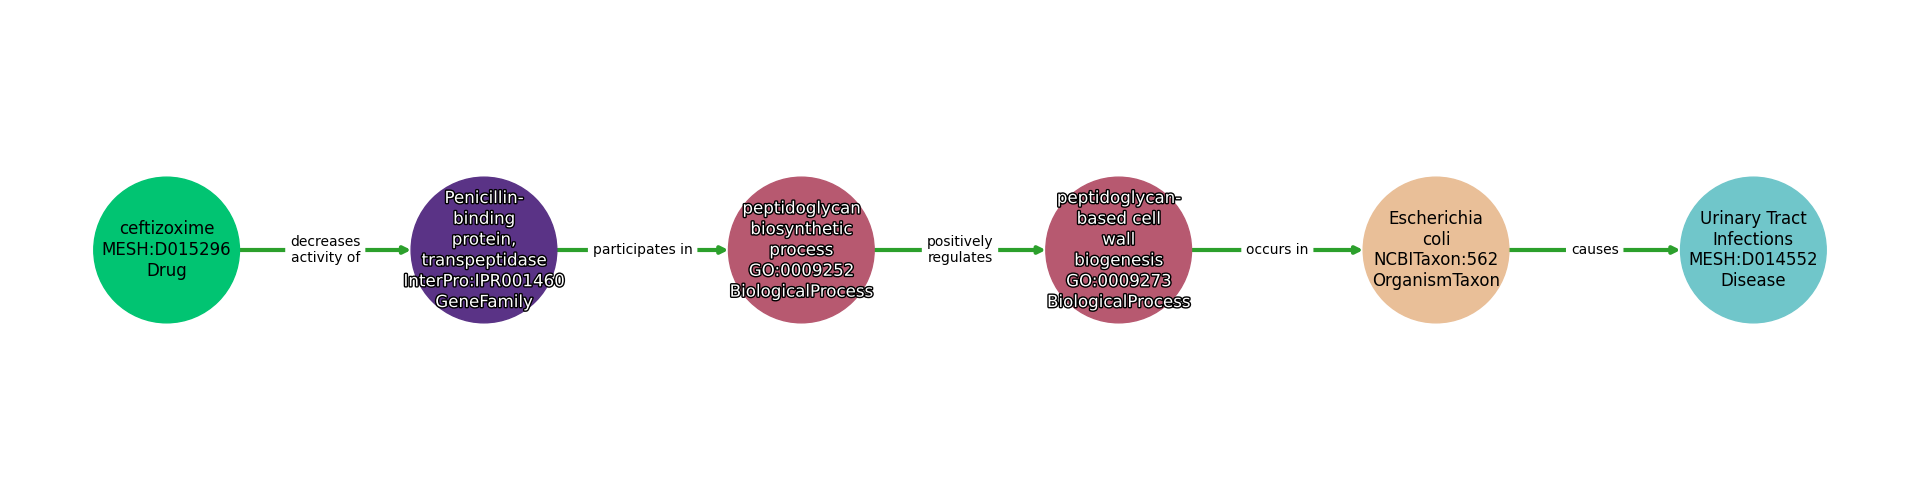 ceftizoxime
MESH:D015296
Drug
decreases
activity of
Penicillin-
binding
protein,
transpeptidase
InterPro:IPR001460
GeneFamily
participates in
peptidoglycan
biosynthetic
process
GO:0009252
BiologicalProcess
positively
regulates
peptidoglycan-
based cell
wall
biogenesis
GO:0009273
BiologicalProcess
occurs in
Escherichia
coli
NCBITaxon:562
OrganismTaxon
causes
Urinary Tract
Infections
MESH:D014552
Disease